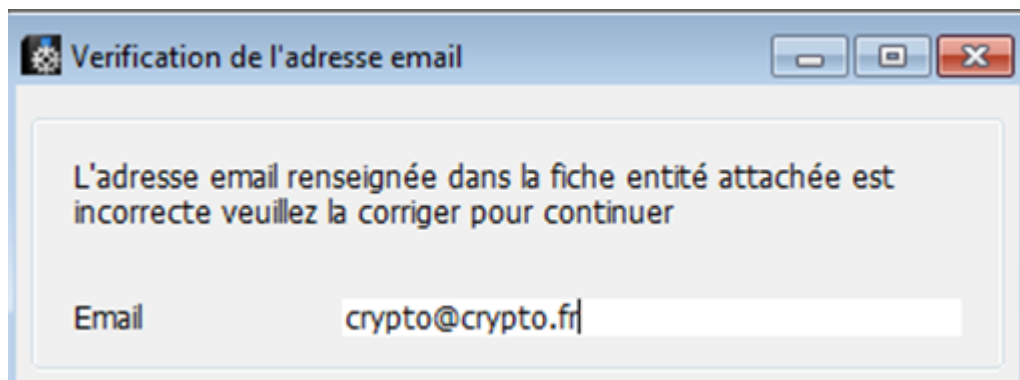 Verification de l'adresse email
L'adresse email renseignée dans la fiche entité attachée est
incorrecte veuillez la corriger pour continuer
Email crypto@crypto.fr